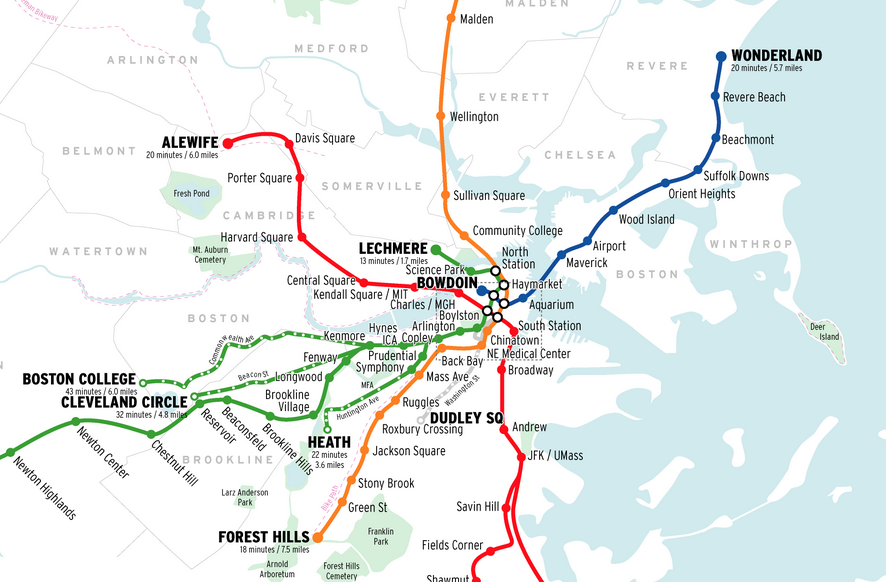 MALDEN
Malden
ARLINGTON
MEDFORD
REVERE
WONDERLAND
20 minutes / 5.7 miles
Revere Beach
EVERETT
Wellington
BELMONT
ALEWIFE
20 minutes / 6.0 miles
Davis Square
Beachmont
CHELSEA
Porter Square
Suffolk Downs
Orient Heights
Fresh Pond
SOMERVILLE
Sullivan Square
CAMBRIDGE
Wood Island
Harvard Square
Community College
WATERTOWN
Mt. Auburn
Cemetery
LECHMERE
13 minutes / 1.7 miles
North
Station
Airport
WINTHROP
Maverick
Science Park
BOSTON
Central Square
BOWDOIN
Haymarket
Kendall Square / MIT
Charles / MGH
Aquarium
BOSTON
Boylston
South Station
Deer
Island
Commonwealth Ave
Kenmore
Hynes
ICA
Arlington
Copley
Chinatown
NE Medical Center
Fenway
Prudential
Symphony
Back Bay
Broadway
Beacon St
Longwood
Mass Ave
Washington St
BOSTON COLLEGE
43 minutes / 6.0 miles
MFA
CLEVELAND CIRCLE
32 minutes / 4.8 miles
Brookline
Village
Huntington Ave
Ruggles
DUDLEY SQ
Reservoir
Beaconsfield
Brookline Hills
Roxbury Crossing
Andrew
HEATH
22 minutes
3.6 miles
Newton Highlands
Newton Center
Chestnut Hill
BROOKLINE
Jackson Square
JFK / UMass
Larz Anderson
Park
Stony Brook
Bike Path
Green St
Savin Hill
FOREST HILLS
18 minutes / 7.5 miles
Franklin
Park
Fields Corner
Arnold
Arboretum
Forest Hills
Cemetery
Shawmut